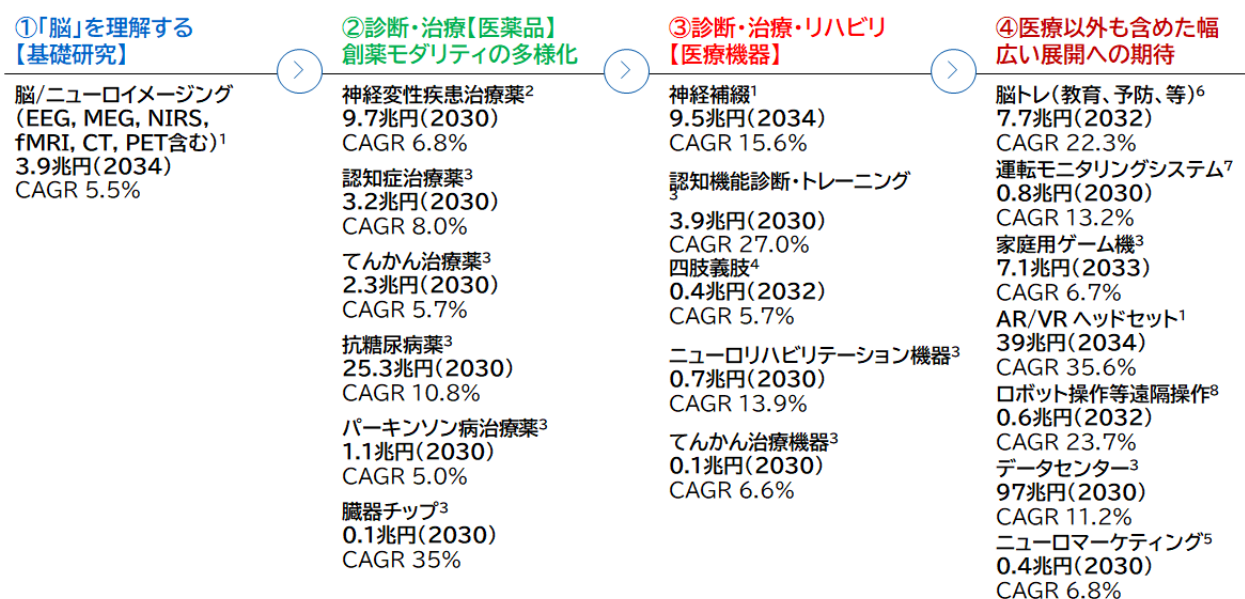 ①「脳」を理解する
【基礎研究】
脳/ニューロイメージング
(EEG, MEG, NIRS,
fMRI, CT, PET含む)¹
3.9兆円(2034)
CAGR 5.5%
②診断・治療【医薬品】
創薬モダリティの多様化
神経変性疾患治療薬²
9.7兆円(2030)
CAGR 6.8%
認知症治療薬³
3.2兆円(2030)
CAGR 8.0%
てんかん治療薬³
2.3兆円(2030)
CAGR 5.7%
抗糖尿病薬³
25.3兆円(2030)
CAGR 10.8%
パーキンソン病治療薬³
1.1兆円(2030)
CAGR 5.0%
臓器チップ³
0.1兆円(2030)
CAGR 35%
③診断・治療・リハビリ
【医療機器】
神経補綴¹
9.5兆円(2034)
CAGR 15.6%
認知機能診断・トレーニング
³
3.9兆円(2030)
CAGR 27.0%
四肢義肢⁴
0.4兆円(2032)
CAGR 5.7%
ニューロリハビリテーション機器³
0.7兆円(2030)
CAGR 13.9%
てんかん治療機器³
0.1兆円(2030)
CAGR 6.6%
④医療以外も含めた幅
広い展開への期待
脳トレ(教育、予防、等)⁶
7.7兆円(2032)
CAGR 22.3%
運転モニタリングシステム⁷
0.8兆円(2030)
CAGR 13.2%
家庭用ゲーム機³
7.1兆円(2033)
CAGR 6.7%
AR/VR ヘッドセット¹
39兆円(2034)
CAGR 35.6%
ロボット操作等遠隔操作⁸
0.6兆円(2032)
CAGR 23.7%
データセンター³
97兆円(2030)
CAGR 11.2%
ニューロマーケティング⁵
0.4兆円(2030)
CAGR 6.8%